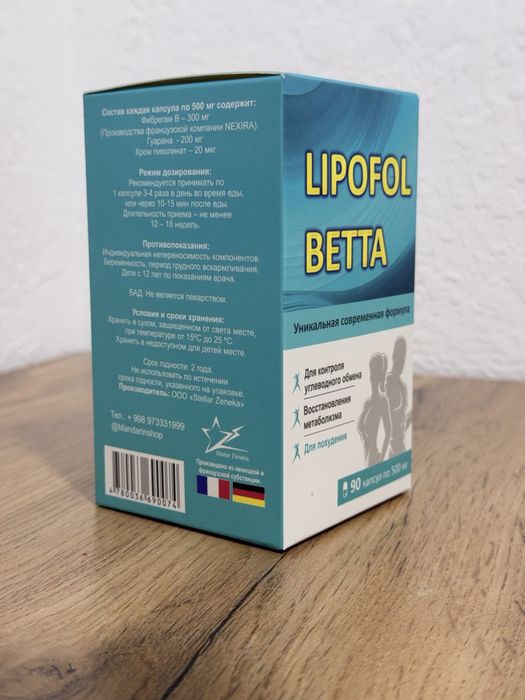 Состав каждая капсула по 500 мг содержит:
Фибрегам В – 300 мг
(Производства французской компании NEXIRA).
Гуарана - 200 мг
Хром пиколинат – 20 мкг
Режим дозирования:
Рекомендуется принимать по
1 капсуле 3-4 раза в день во время еды,
или через 10-15 мин после еды.
Длительность приема – не менее
12 – 18 недель.
Противопоказания:
Индивидуальная непереносимость компонентов.
Беременность, период грудного вскармливания.
Дети с 12 лет по показаниям врача.
БАД. Не является лекарством.
Условия и сроки хранения:
Хранить в сухом, защищенном от света месте,
при температуре от 15°С до 25 °С.
Хранить в недоступном для детей месте.
Срок годности: 2 года.
Не использовать по истечении
срока годности, указанного на упаковке.
Производитель: ООО «Stellar Zeneka»
Тел.: + 998 973331999
@Mandarinshop
Stellar Zeneka
Произведено из немецкой и
французской субстанции.
4 780036 690074
LIPOFOL
BETTA
Уникальная современная формула
Для контроля
углеводного обмена
Восстановления
метаболизма
Для похудения
90 капсул по 500 мг